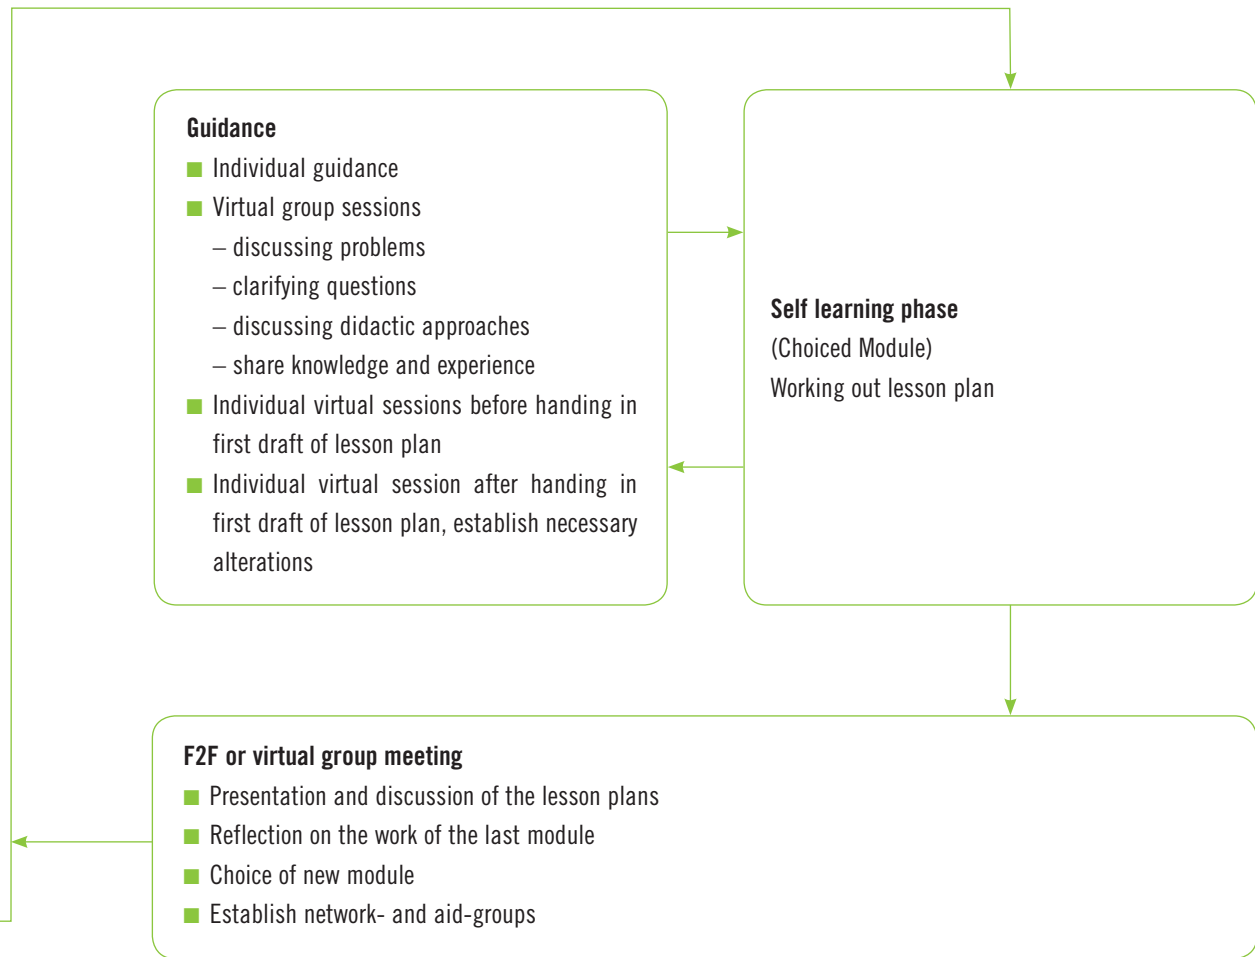 Guidance
Individual guidance
Virtual group sessions
– discussing problems
– clarifying questions
– discussing didactic approaches
– share knowledge and experience
Individual virtual sessions before handing in
first draft of lesson plan
Individual virtual session after handing in
first draft of lesson plan, establish necessary
alterations
Self learning phase
(Choiced Module)
Working out lesson plan
F2F or virtual group meeting
Presentation and discussion of the lesson plans
Reflection on the work of the last module
Choice of new module
Establish network- and aid-groups